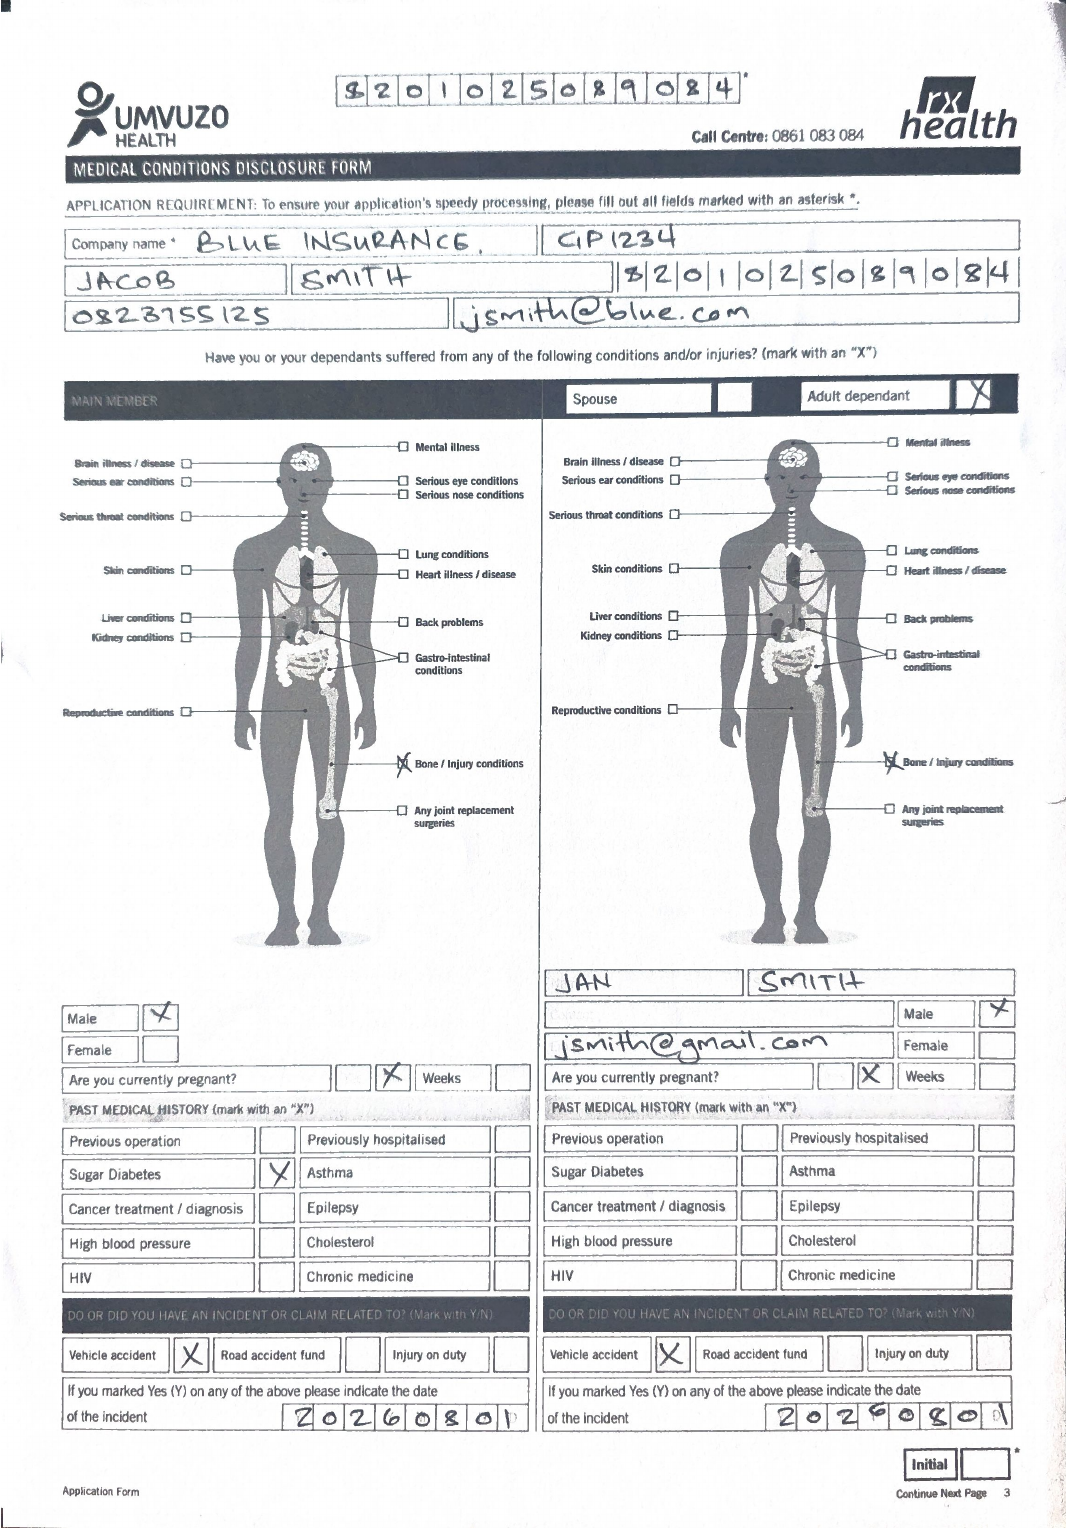 8201025089084*
UMVUZO
HEALTH
rx
health
Call Centre: 0861 083 084
MEDICAL CONDITIONS DISCLOSURE FORM
APPLICATION REQUIREMENT: To ensure your application's speedy processing, please fill out all fields marked with an asterisk *.
Company name * BLUE INSURANCE. GP1234
JACOB SMITH 8201025089084
0823755125 jsmith@blue.com
Have you or your dependants suffered from any of the following conditions and/or injuries? (mark with an "X")
MAIN MEMBER
Mental illness
Brain illness / disease
Serious ear conditions
Serious eye conditions
Serious nose conditions
Serious throat conditions
Lung conditions
Skin conditions
Heart illness / disease
Liver conditions
Back problems
Kidney conditions
Gastro-intestinal
conditions
Reproductive conditions
X Bone / Injury conditions
Any joint replacement
surgeries
Male X
Female
Are you currently pregnant? X Weeks
PAST MEDICAL HISTORY (mark with an "X")
Previous operation Previously hospitalised
Sugar Diabetes X Asthma
Cancer treatment / diagnosis Epilepsy
High blood pressure Cholesterol
HIV Chronic medicine
DO OR DID YOU HAVE AN INCIDENT OR CLAIM RELATED TO? (Mark with Y/N)
Vehicle accident X Road accident fund Injury on duty
If you marked Yes (Y) on any of the above please indicate the date
of the incident 20260801
Spouse Adult dependant X
Mental illness
Brain illness / disease
Serious ear conditions
Serious eye conditions
Serious nose conditions
Serious throat conditions
Lung conditions
Skin conditions
Heart illness / disease
Liver conditions
Back problems
Kidney conditions
Gastro-intestinal
conditions
Reproductive conditions
X Bone / Injury conditions
Any joint replacement
surgeries
JAN SMITH
Male X
jsmith@gmail.com Female
Are you currently pregnant? X Weeks
PAST MEDICAL HISTORY (mark with an "X")
Previous operation Previously hospitalised
Sugar Diabetes Asthma
Cancer treatment / diagnosis Epilepsy
High blood pressure Cholesterol
HIV Chronic medicine
DO OR DID YOU HAVE AN INCIDENT OR CLAIM RELATED TO? (Mark with Y/N)
Vehicle accident X Road accident fund Injury on duty
If you marked Yes (Y) on any of the above please indicate the date
of the incident 20260801
Initial *
Application Form
Continue Next Page 3